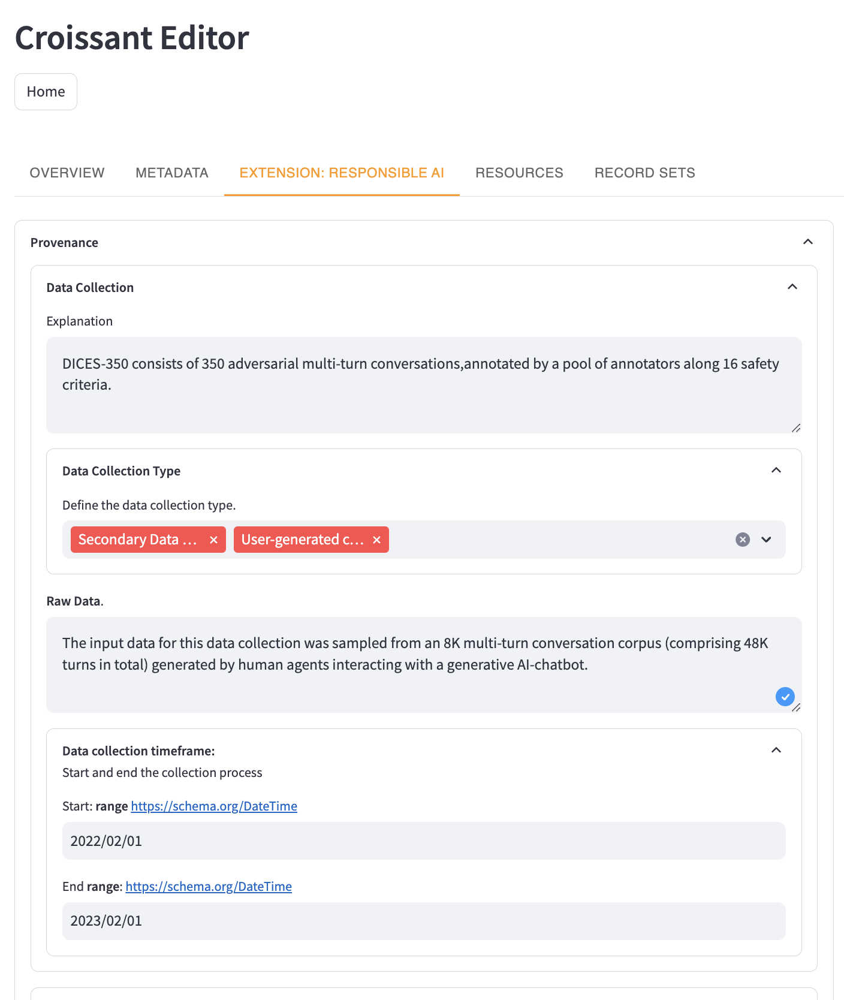 Croissant Editor
Home
OVERVIEW METADATA EXTENSION: RESPONSIBLE AI RESOURCES RECORD SETS
Provenance
Data Collection
Explanation
DICES-350 consists of 350 adversarial multi-turn conversations,annotated by a pool of annotators along 16 safety
criteria.
Data Collection Type
Define the data collection type.
Secondary Data … User-generated c…
Raw Data.
The input data for this data collection was sampled from an 8K multi-turn conversation corpus (comprising 48K
turns in total) generated by human agents interacting with a generative AI-chatbot.
Data collection timeframe:
Start and end the collection process
Start: range https://schema.org/DateTime
2022/02/01
End range: https://schema.org/DateTime
2023/02/01